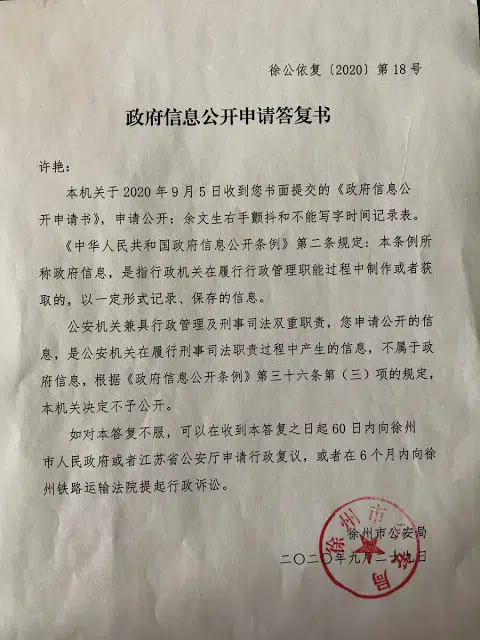 徐公依复〔2020〕第18号
政府信息公开申请答复书
许艳：
本机关于2020年9月5日收到您书面提交的《政府信息公
开申请书》，申请公开：余文生右手颤抖和不能写字时间记录表。
《中华人民共和国政府信息公开条例》第二条规定：本条例所
称政府信息，是指行政机关在履行行政管理职能过程中制作或者获
取的，以一定形式记录、保存的信息。
公安机关兼具行政管理及刑事司法双重职责，您申请公开的信
息，是公安机关在履行刑事司法职责过程中产生的信息，不属于政
府信息，根据《政府信息公开条例》第三十六条第（三）项的规定，
本机关决定不予公开。
如对本答复不服，可以在收到本答复之日起60日内向徐州
市人民政府或者江苏省公安厅申请行政复议，或者在6个月内向徐
州铁路运输法院提起行政诉讼。
徐州市公安局
二〇二〇年九月二十九日
徐州市公安局